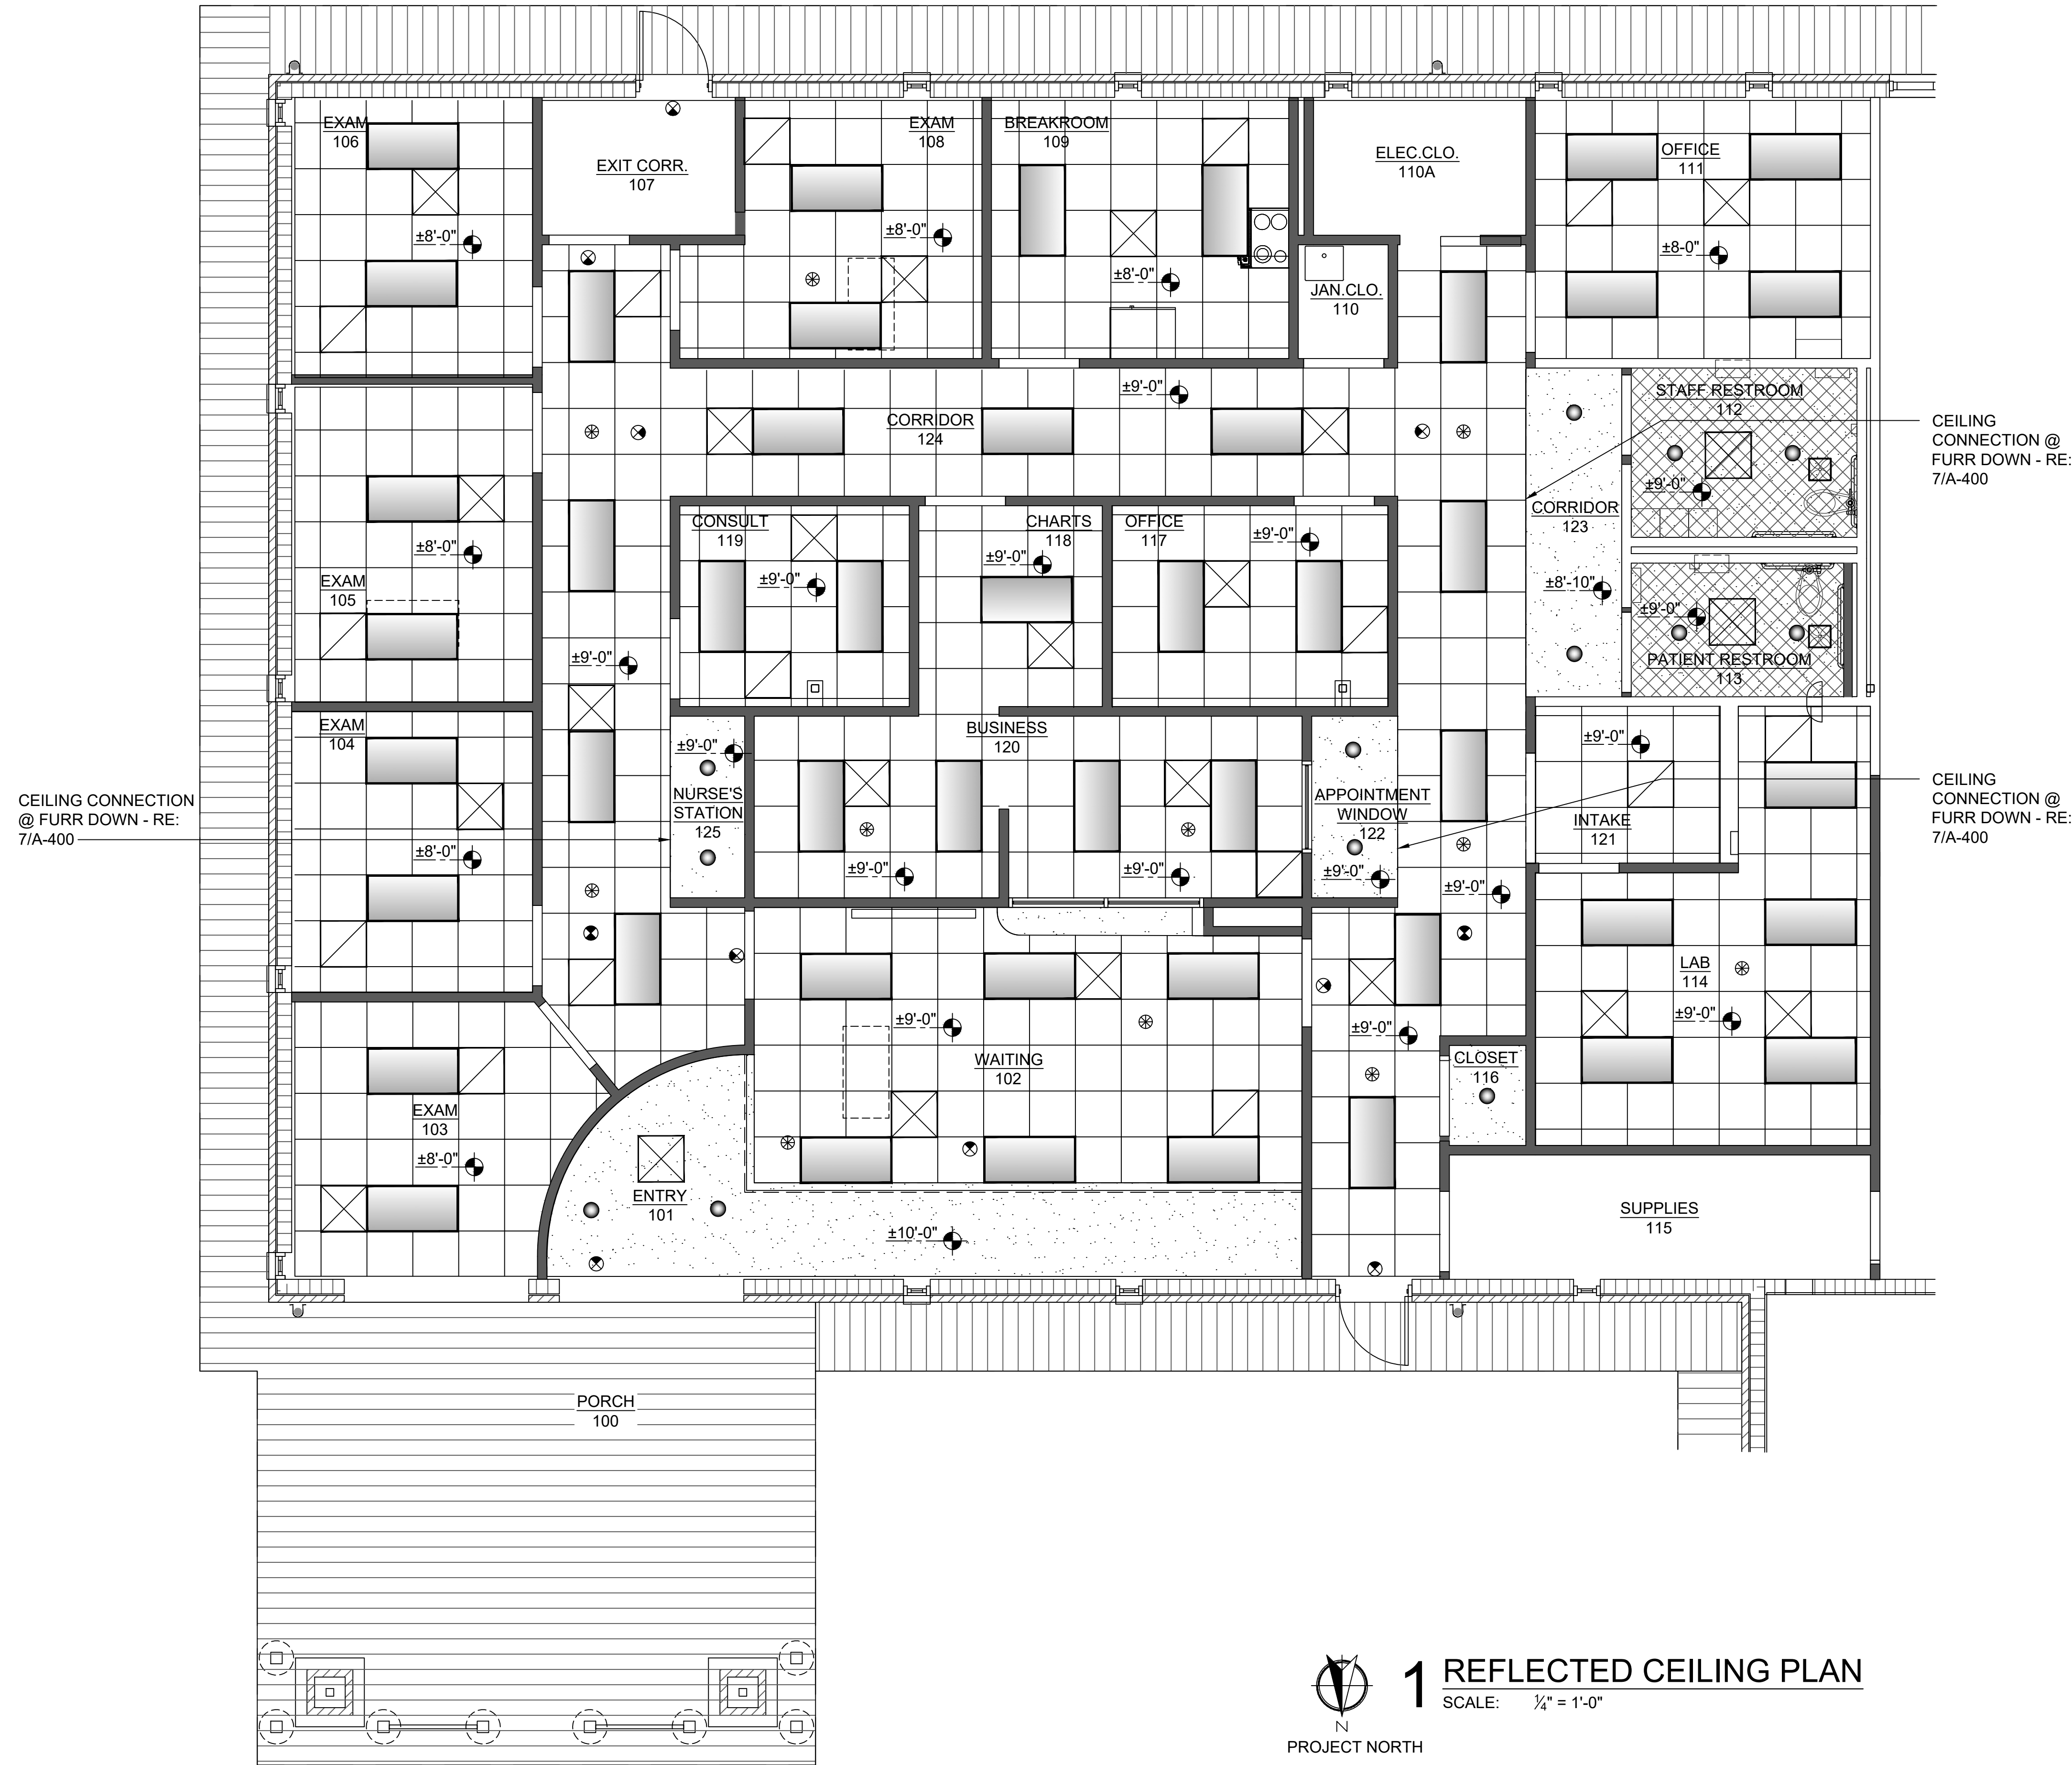 EXAM
106
EXIT CORR.
107
EXAM
108
BREAKROOM
109
ELEC.CLO.
110A
OFFICE
111
±8'-0"
±8'-0"
±8'-0"
±8-0"
JAN.CLO.
110
±9'-0"
CORRIDOR
124
STAFF RESTROOM
112
±9'-0"
CEILING
CONNECTION @
FURR DOWN - RE:
7/A-400
CONSULT
119
±9'-0"
CHARTS
118
±9'-0"
OFFICE
117
±9'-0"
CORRIDOR
123
±8'-10"
±8'-0"
EXAM
105
±9'-0"
±9'-0"
PATIENT RESTROOM
113
EXAM
104
±8'-0"
±9'-0"
NURSE'S
STATION
125
BUSINESS
120
±9'-0"
±9'-0"
APPOINTMENT
WINDOW
122
±9'-0"
±9'-0"
±9'-0"
INTAKE
121
CEILING CONNECTION
@ FURR DOWN - RE:
7/A-400
CEILING
CONNECTION @
FURR DOWN - RE:
7/A-400
LAB
114
±9'-0"
±9'-0"
WAITING
102
±9'-0"
CLOSET
116
EXAM
103
±8'-0"
ENTRY
101
±10'-0"
SUPPLIES
115
PORCH
100
N
PROJECT NORTH
1 REFLECTED CEILING PLAN
SCALE: 1/4" = 1'-0"